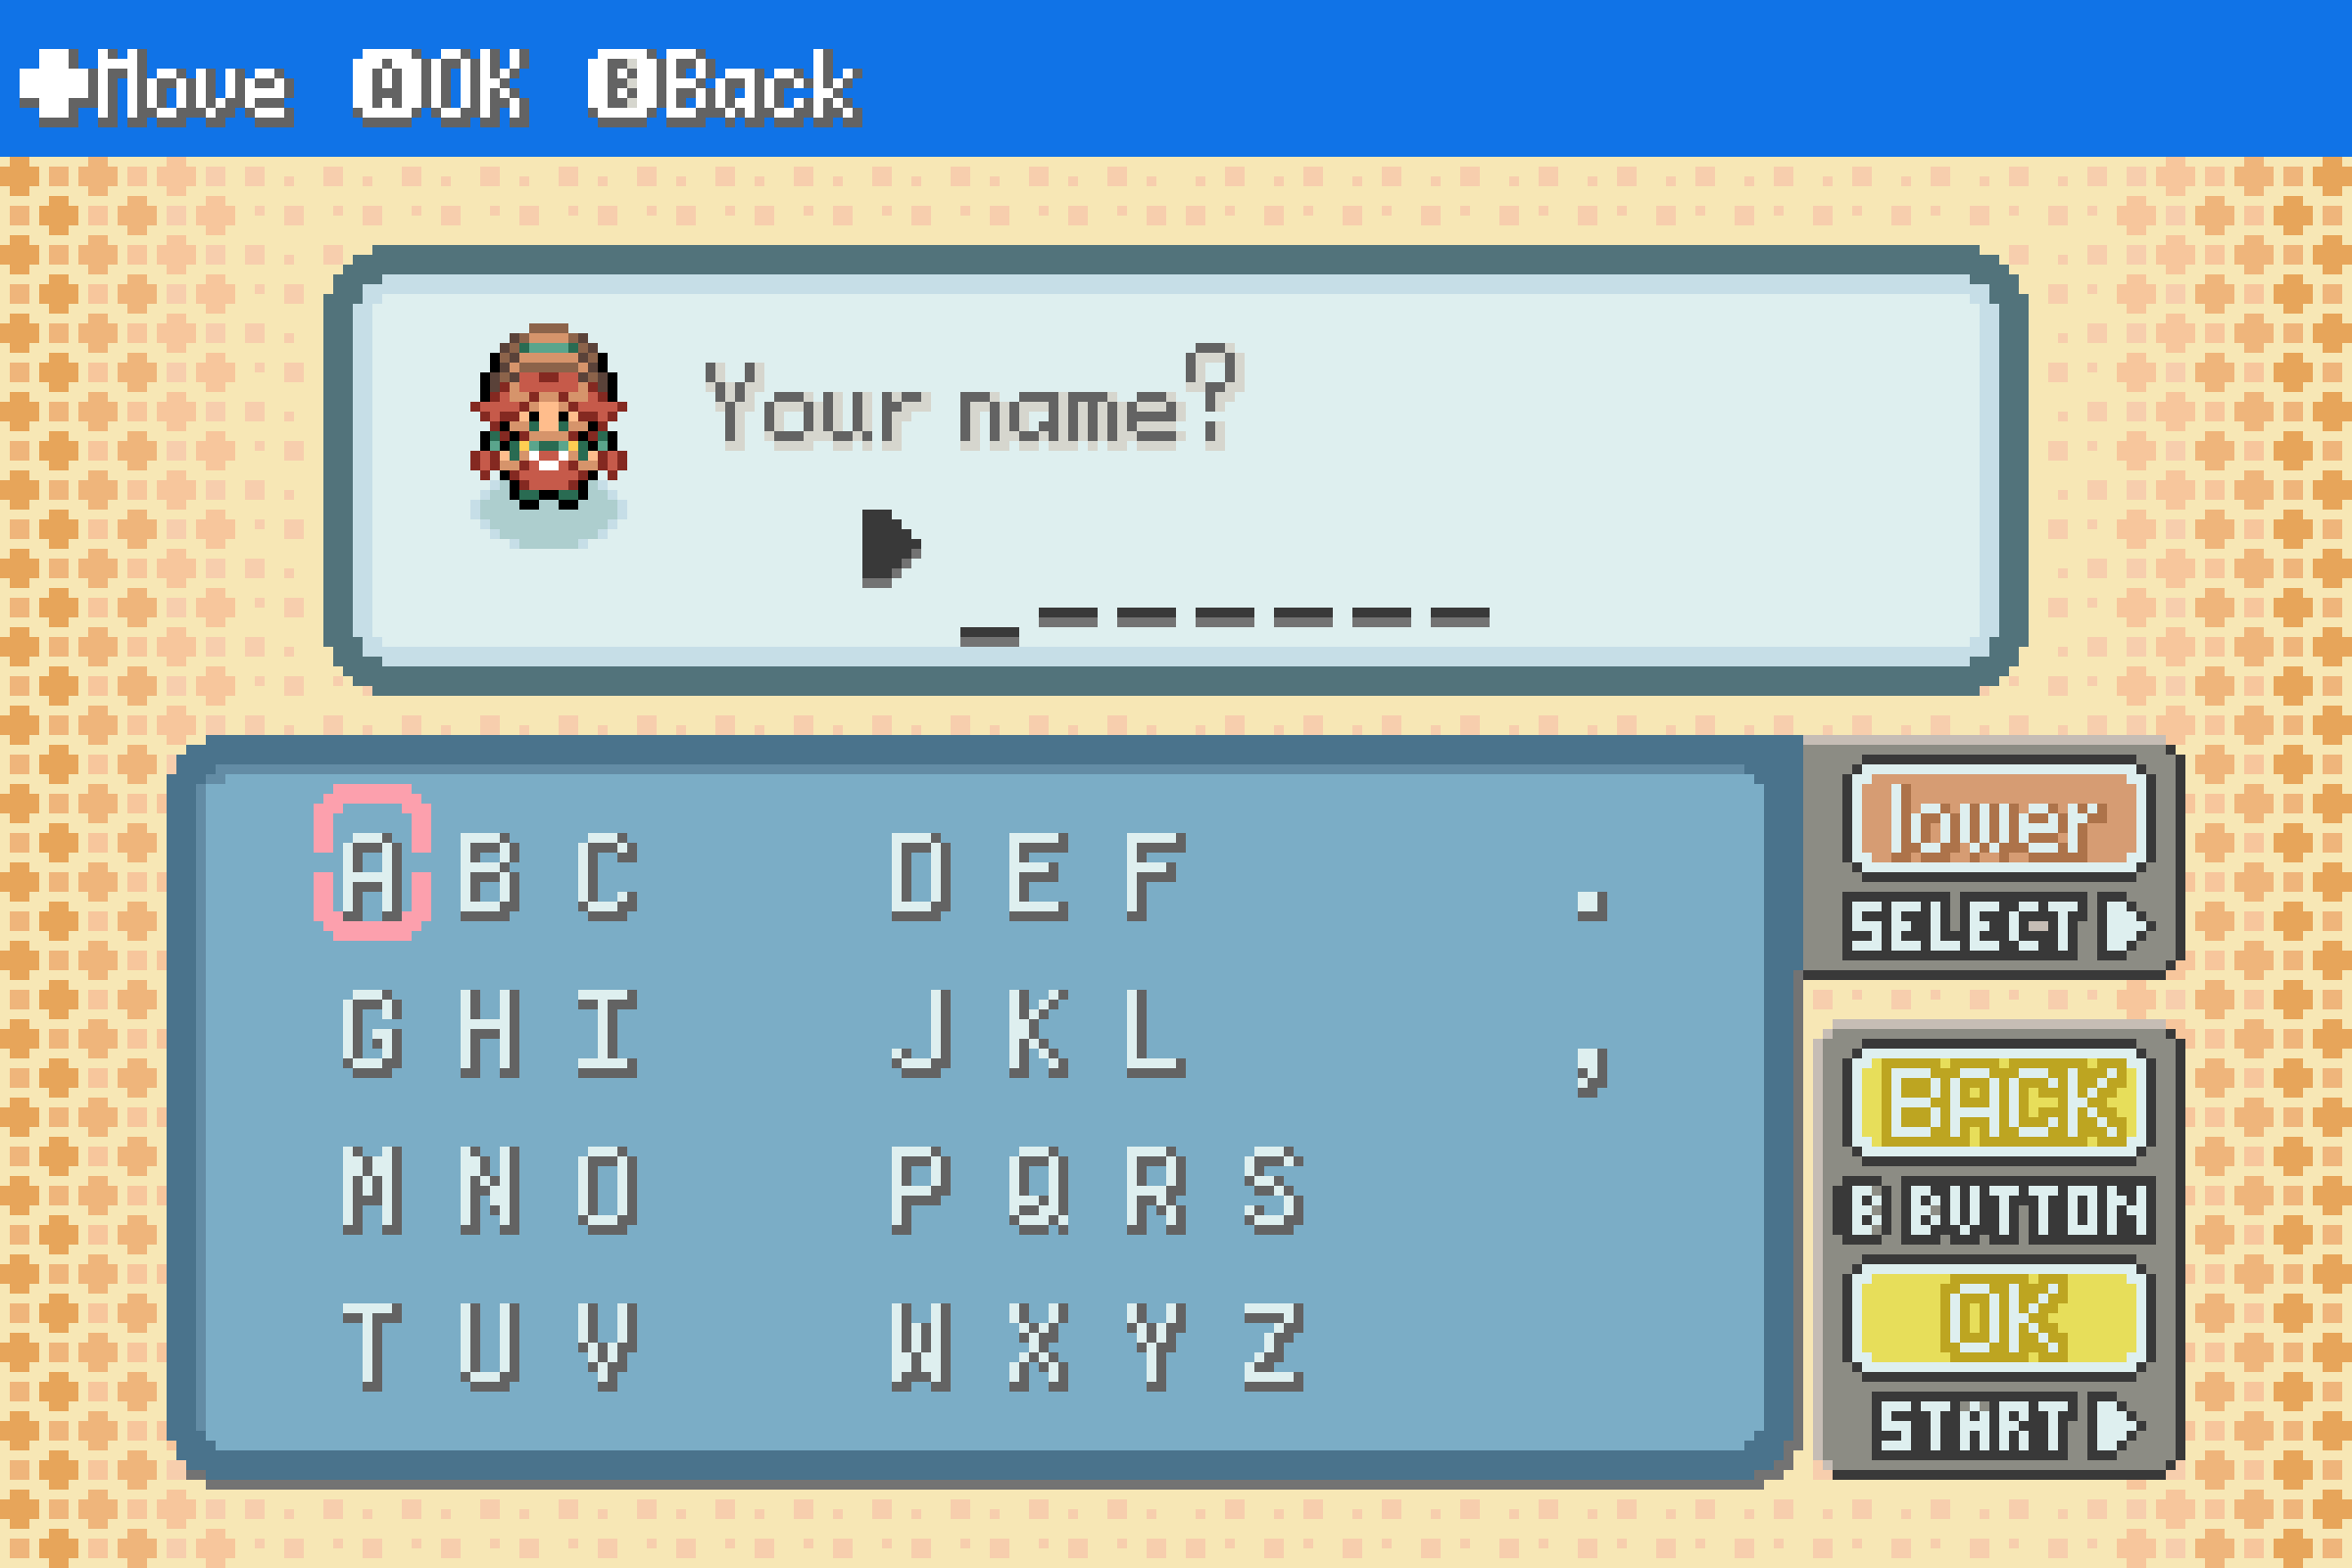 Move A OK B Back
Your name?
A B C D E F .
G H I J K L ,
M N O P Q R S
T U V W X Y Z
lower
SELECT
BACK
B BUTTON
OK
START